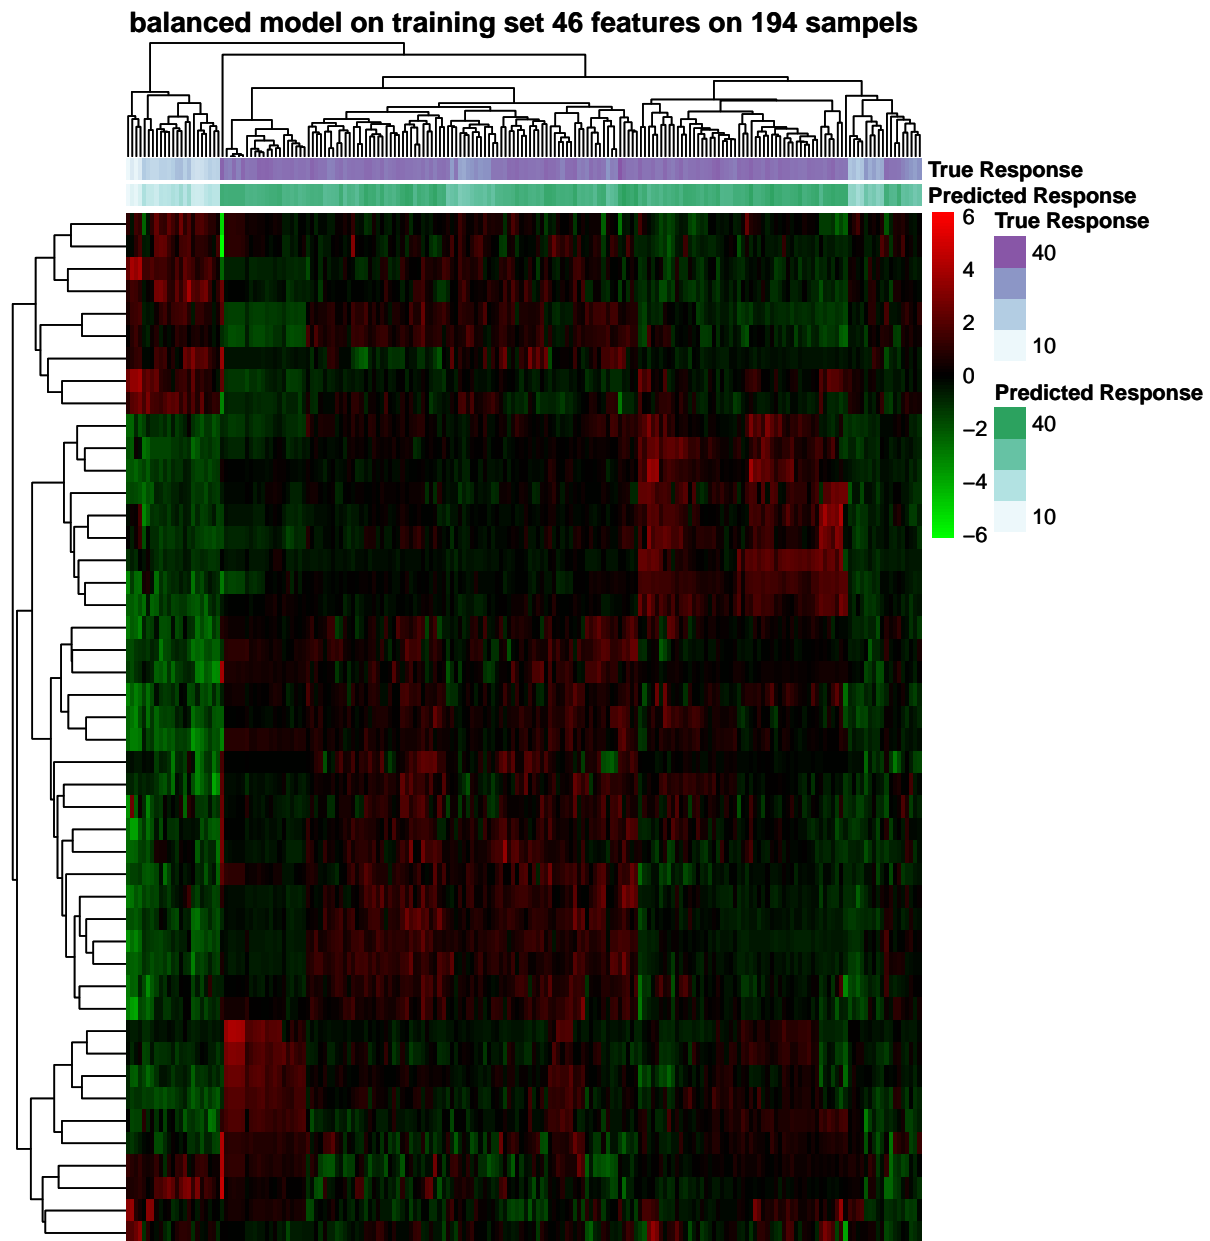 balanced model on training set 46 features on 194 sampels
True Response
Predicted Response
6
4
2
0
−2
−4
−6
True Response
40
10
Predicted Response
40
10